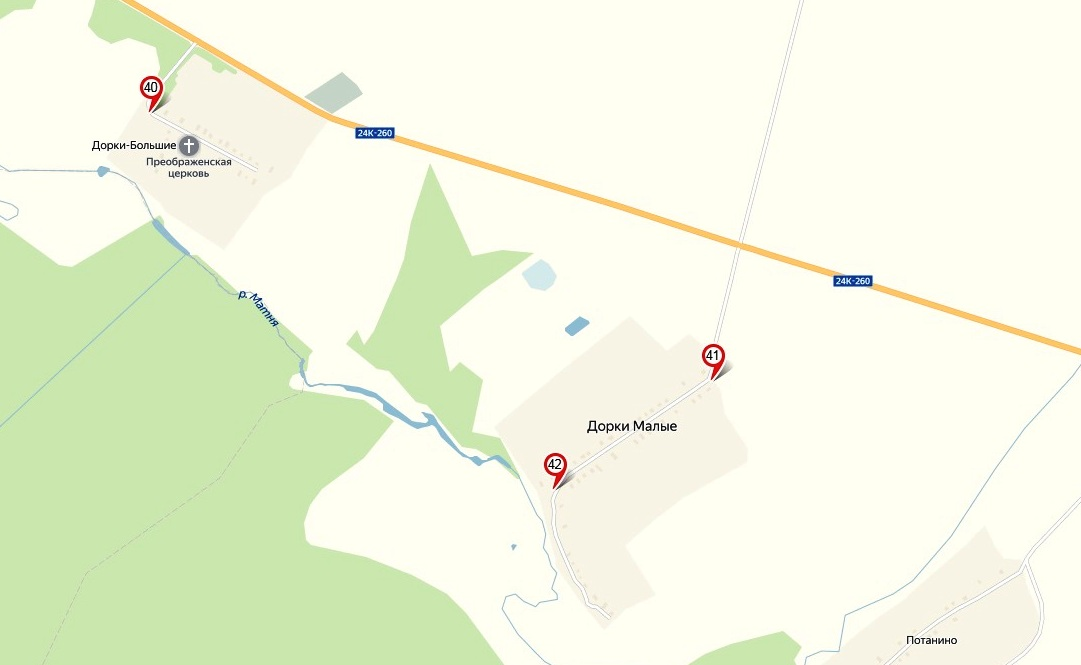 40
24К-260
Дорки-Большие
Преображенская
церковь
24К-260
р. Матня
41
Дорки Малые
42
Потанино